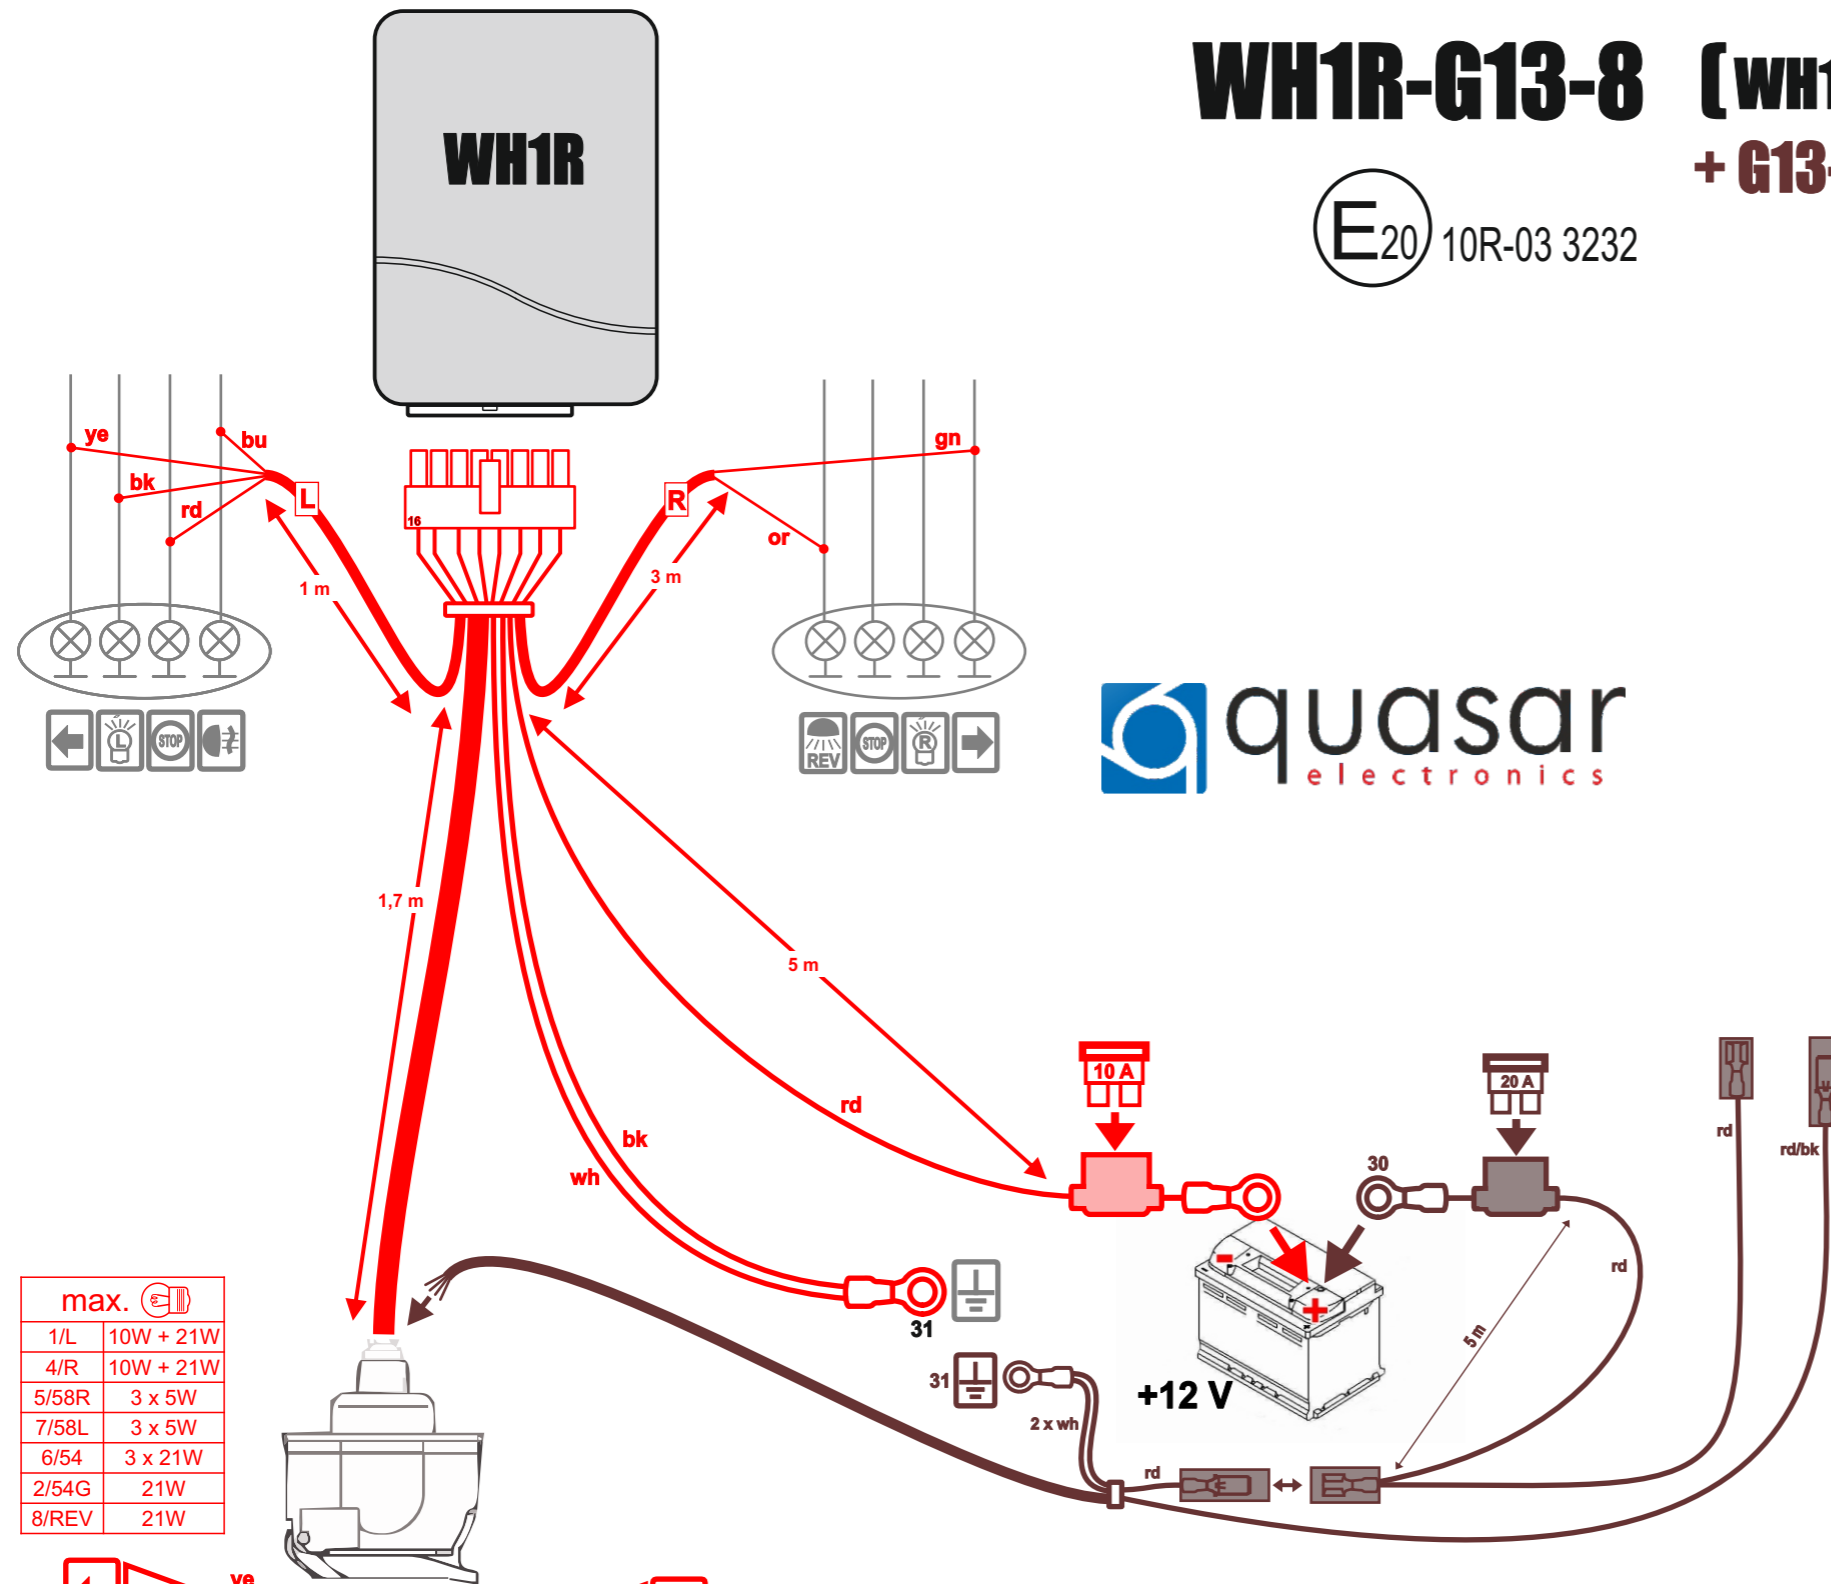 WH1R-G13-8 (WH1
+ G13-
E20 10R-03 3232
WH1R
ye
bu
bk
rd
L
16
R
gn
or
1 m
3 m
L
STOP
REV
STOP
R
quasar
electronics
1,7 m
5 m
rd
bk
wh
10 A
20 A
30
rd
rd/bk
rd
31
31
2 x wh
+12 V
-
+
5 m
rd
max.
1/L 10W + 21W
4/R 10W + 21W
5/58R 3 x 5W
7/58L 3 x 5W
6/54 3 x 21W
2/54G 21W
8/REV 21W
ye